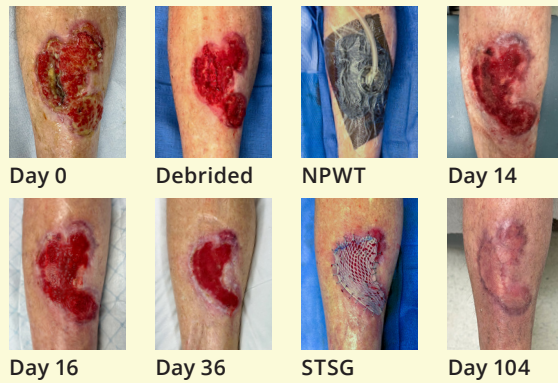 Day 0
Debrided
NPWT
Day 14
Day 16
Day 36
STSG
Day 104